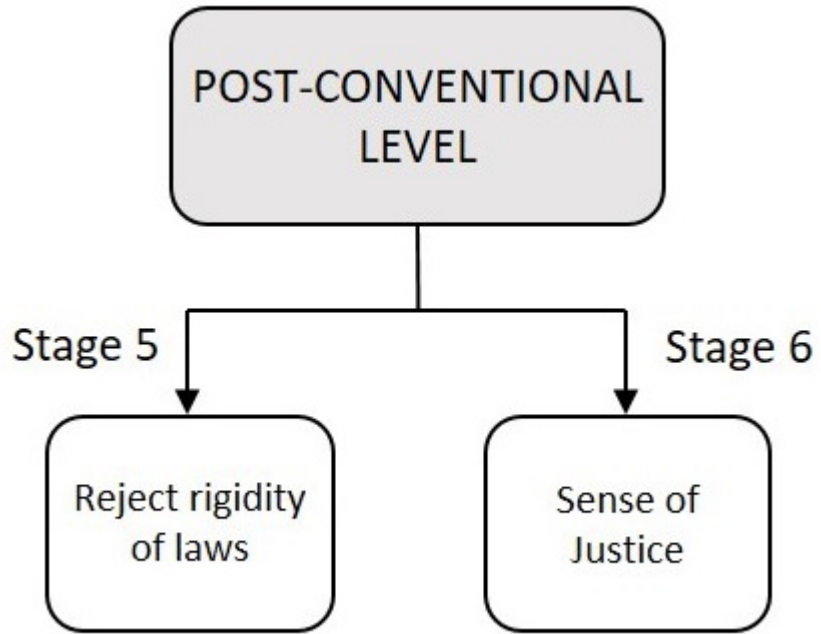 POST-CONVENTIONAL
LEVEL
Stage 5
Stage 6
Reject rigidity
of laws
Sense of
Justice